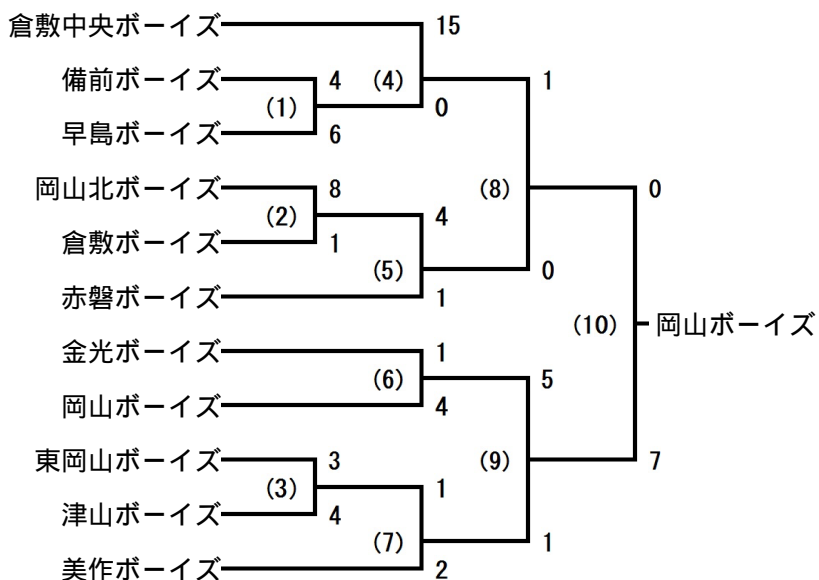 倉敷中央ボーイズ 15
備前ボーイズ 4 (4) 1
(1) 0
早島ボーイズ 6
岡山北ボーイズ 8 (8) 0
(2) 4
倉敷ボーイズ 1
(5) 0
赤磐ボーイズ 1
(10) 岡山ボーイズ
金光ボーイズ 1
(6) 5
岡山ボーイズ 4
東岡山ボーイズ 3 (9) 7
(3) 1
津山ボーイズ 4
(7) 1
美作ボーイズ 2